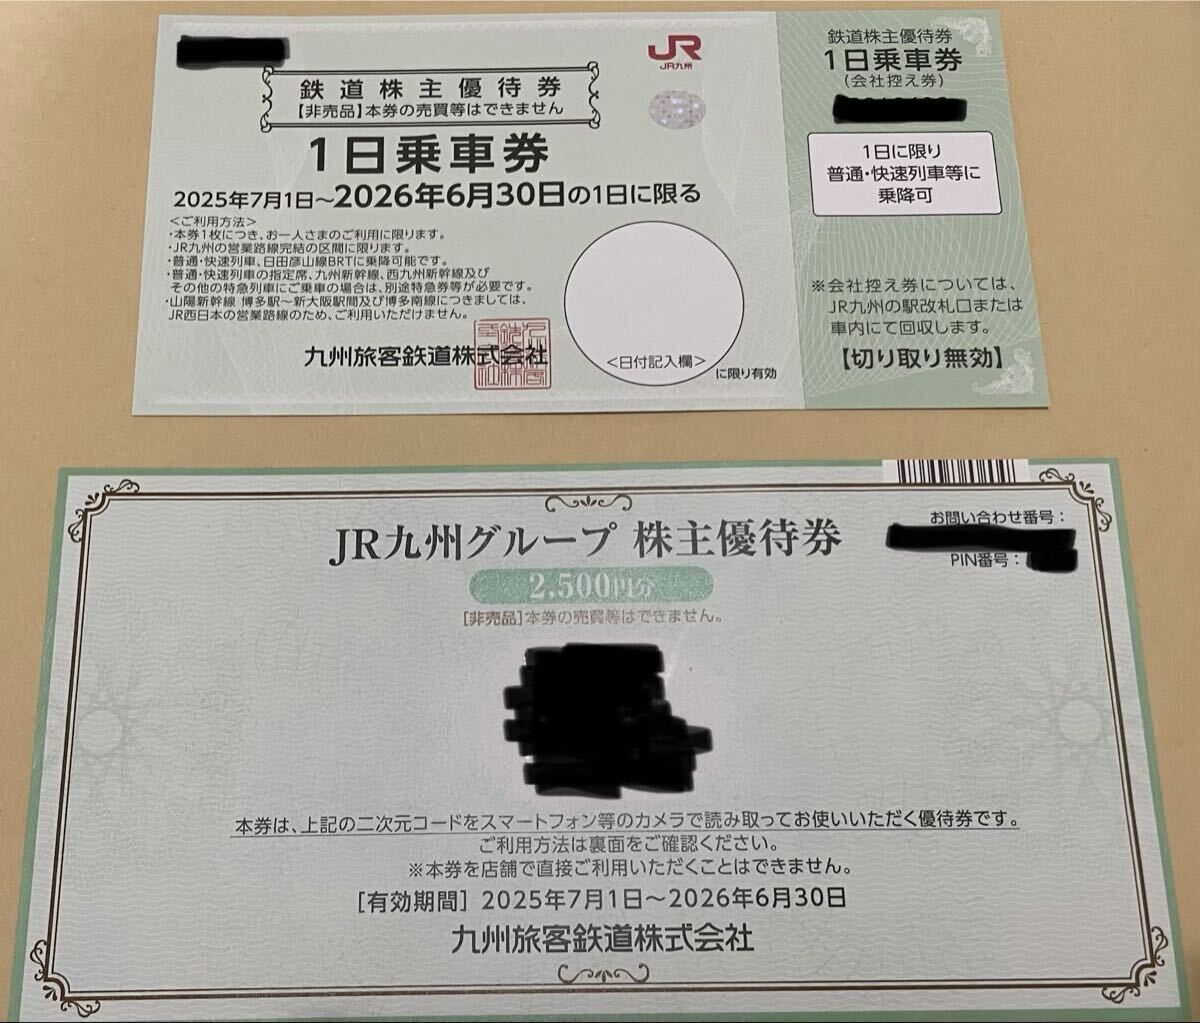 鉄道株主優待券
【非売品】本券の売買等はできません
JR
JR九州
1日乗車券
2025年7月1日～2026年6月30日の1日に限る
＜ご利用方法＞
・本券1枚につき、お一人さまのご利用に限ります。
・JR九州の営業路線完結の区間に限ります。
・普通・快速列車、日田彦山線BRTに乗降可能です。
・普通・快速列車の指定席、九州新幹線、西九州新幹線及び
その他の特急列車にご乗車の場合は、別途特急券等が必要です。
・山陽新幹線 博多駅～新大阪駅間及び博多南線につきましては、
JR西日本の営業路線のため、ご利用いただけません。
九州旅客鉄道株式会社
＜日付記入欄＞
に限り有効
鉄道株主優待券
1日乗車券
(会社控え券)
1日に限り
普通・快速列車等に
乗降可
※会社控え券については、
JR九州の駅改札口または
車内にて回収します。
【切り取り無効】
お問い合わせ番号：
PIN番号：
JR九州グループ 株主優待券
2,500円分
[非売品]本券の売買等はできません。
本券は、上記の二次元コードをスマートフォン等のカメラで読み取ってお使いいただく優待券です。
ご利用方法は裏面をご確認ください。
※本券を店舗で直接ご利用いただくことはできません。
[有効期間] 2025年7月1日～2026年6月30日
九州旅客鉄道株式会社